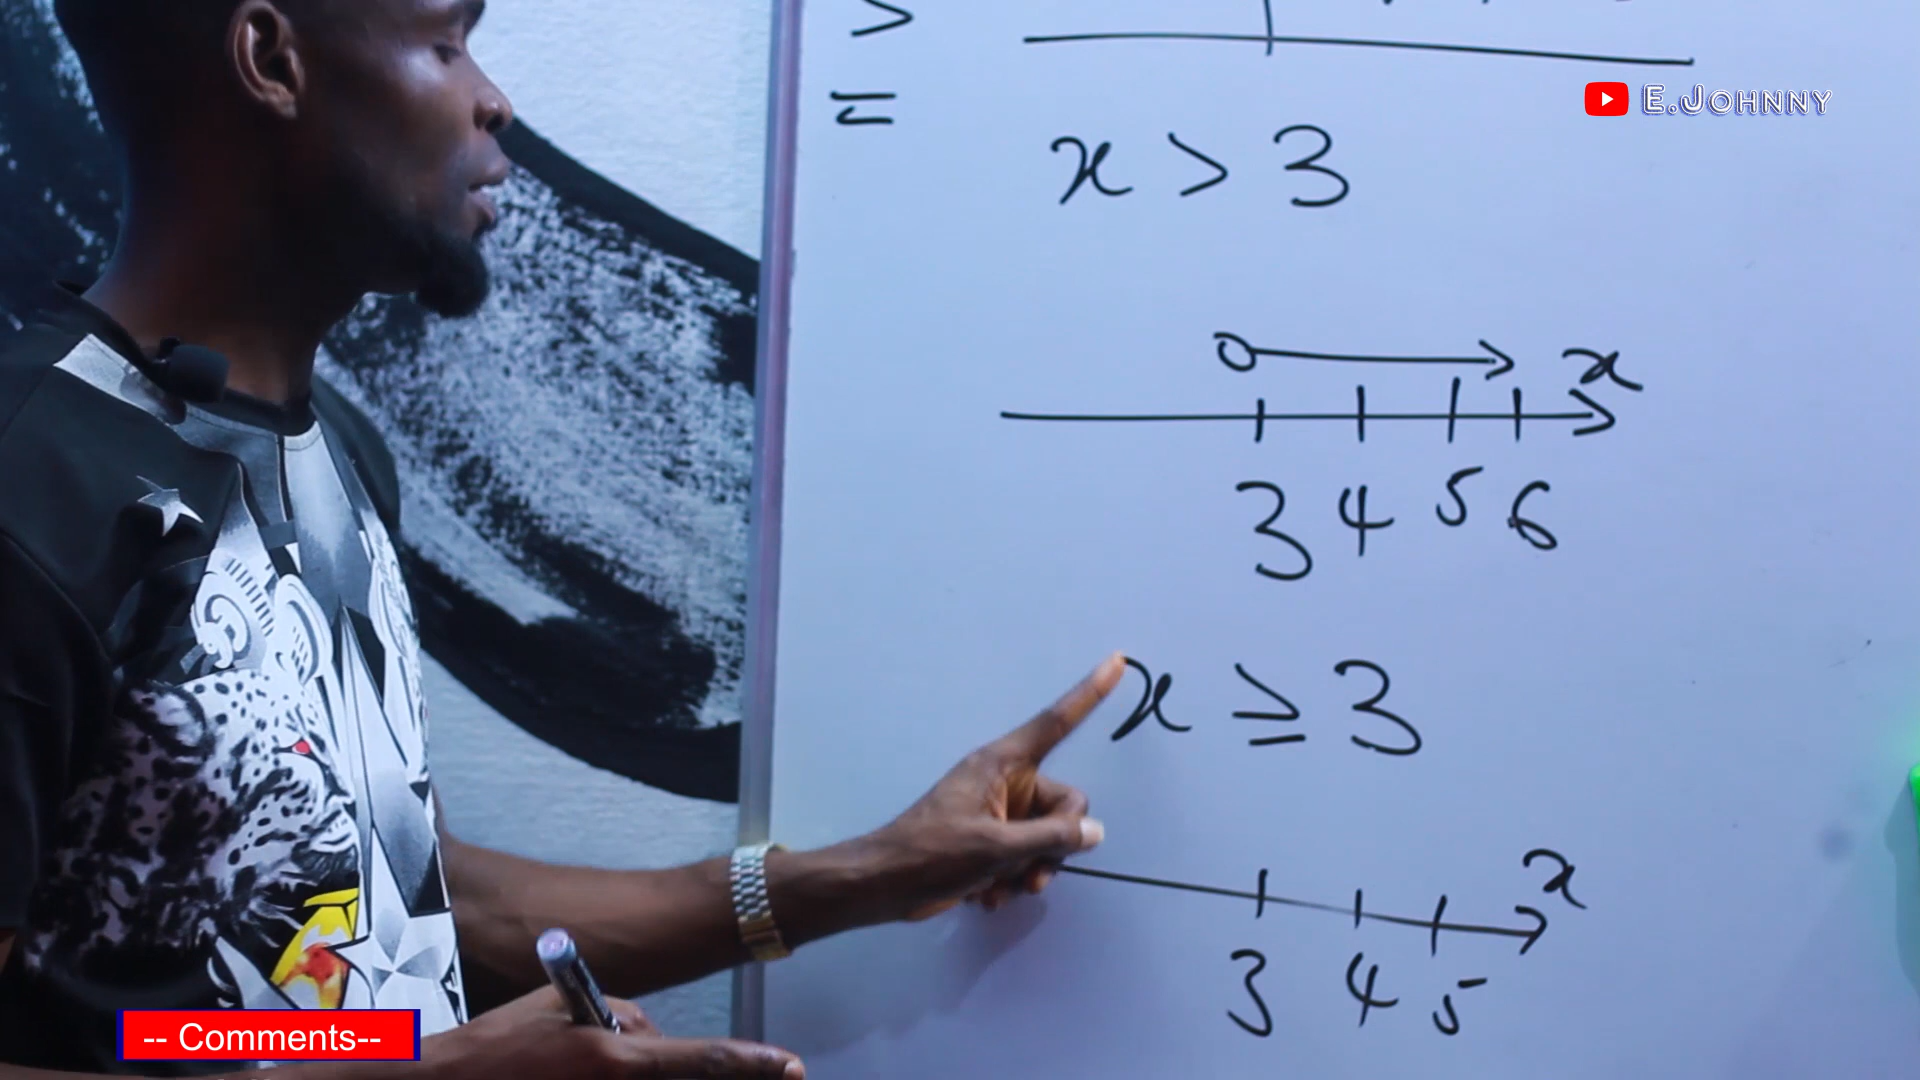 >
=
E.JOHNNY
x > 3
x
3 4 5 6
x ≥ 3
x
3 4 5
-- Comments--